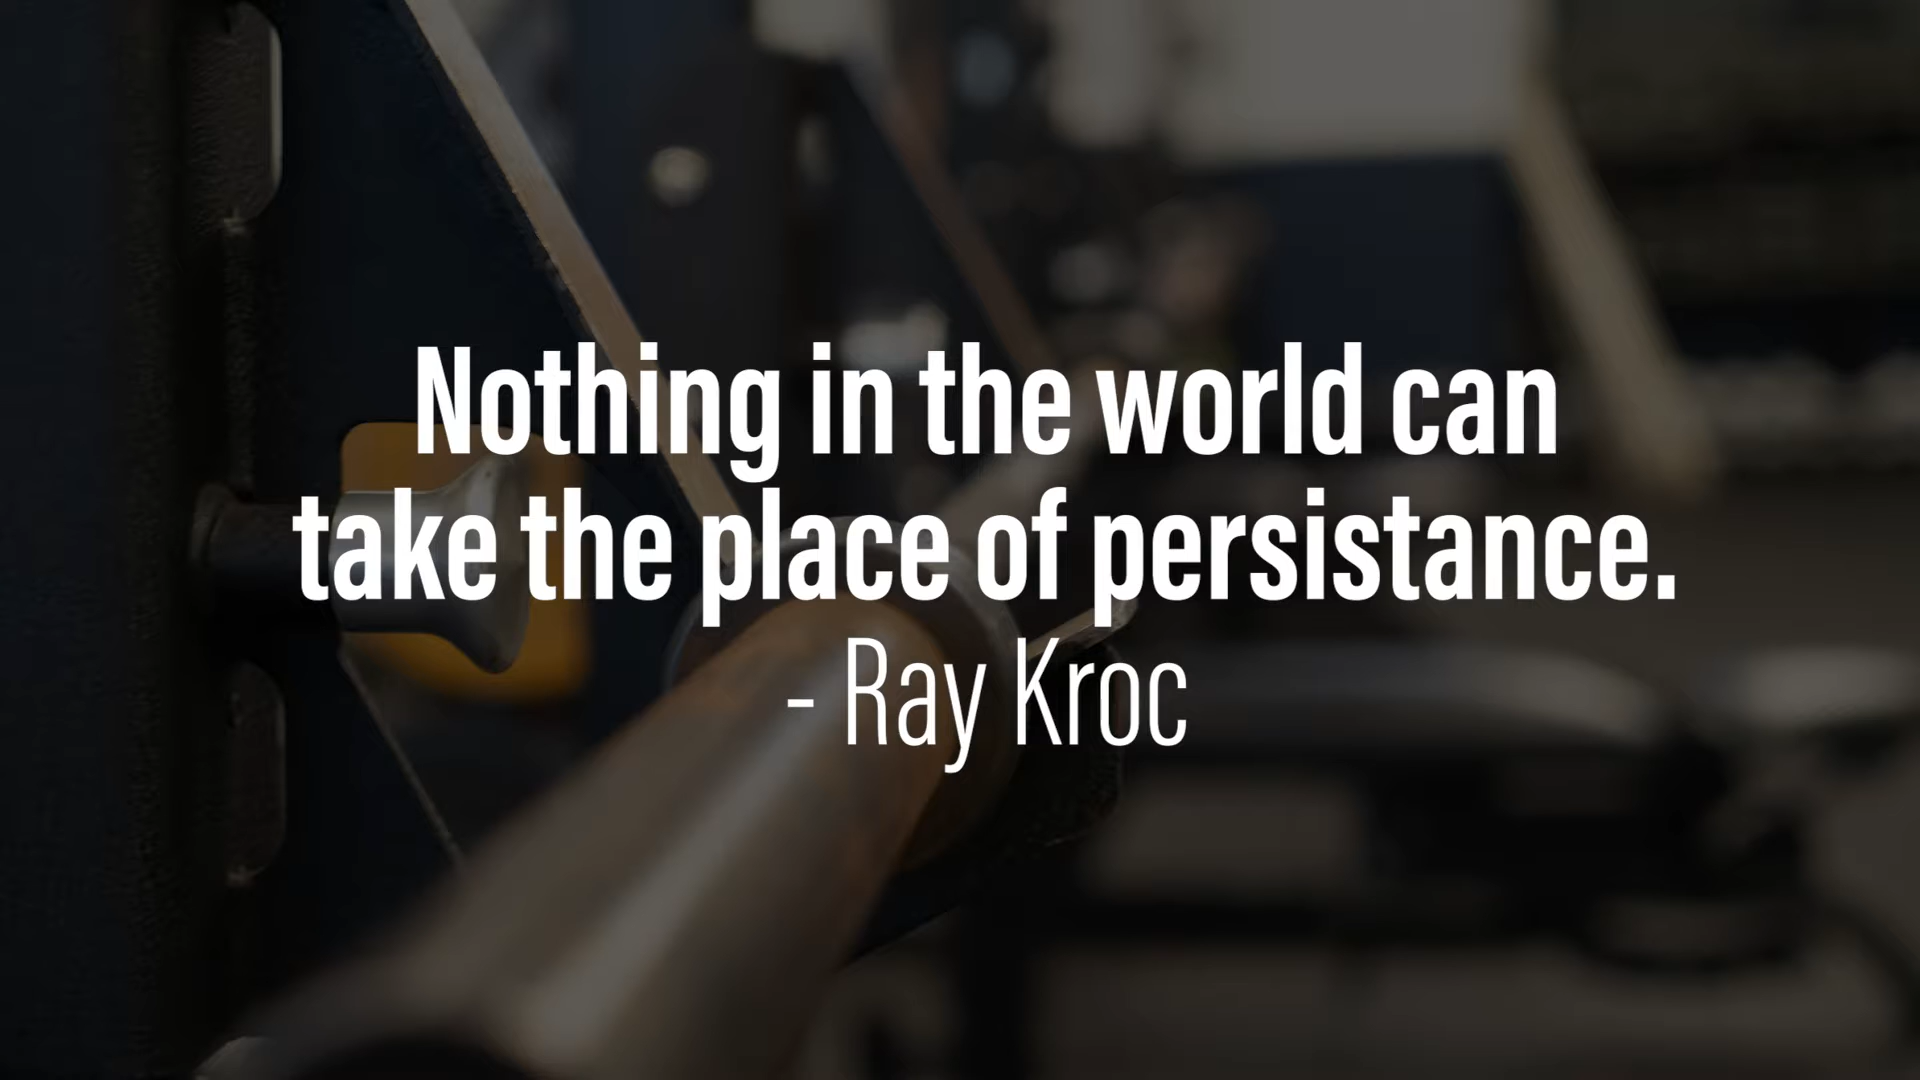 Nothing in the world can
take the place of persistance.
- Ray Kroc